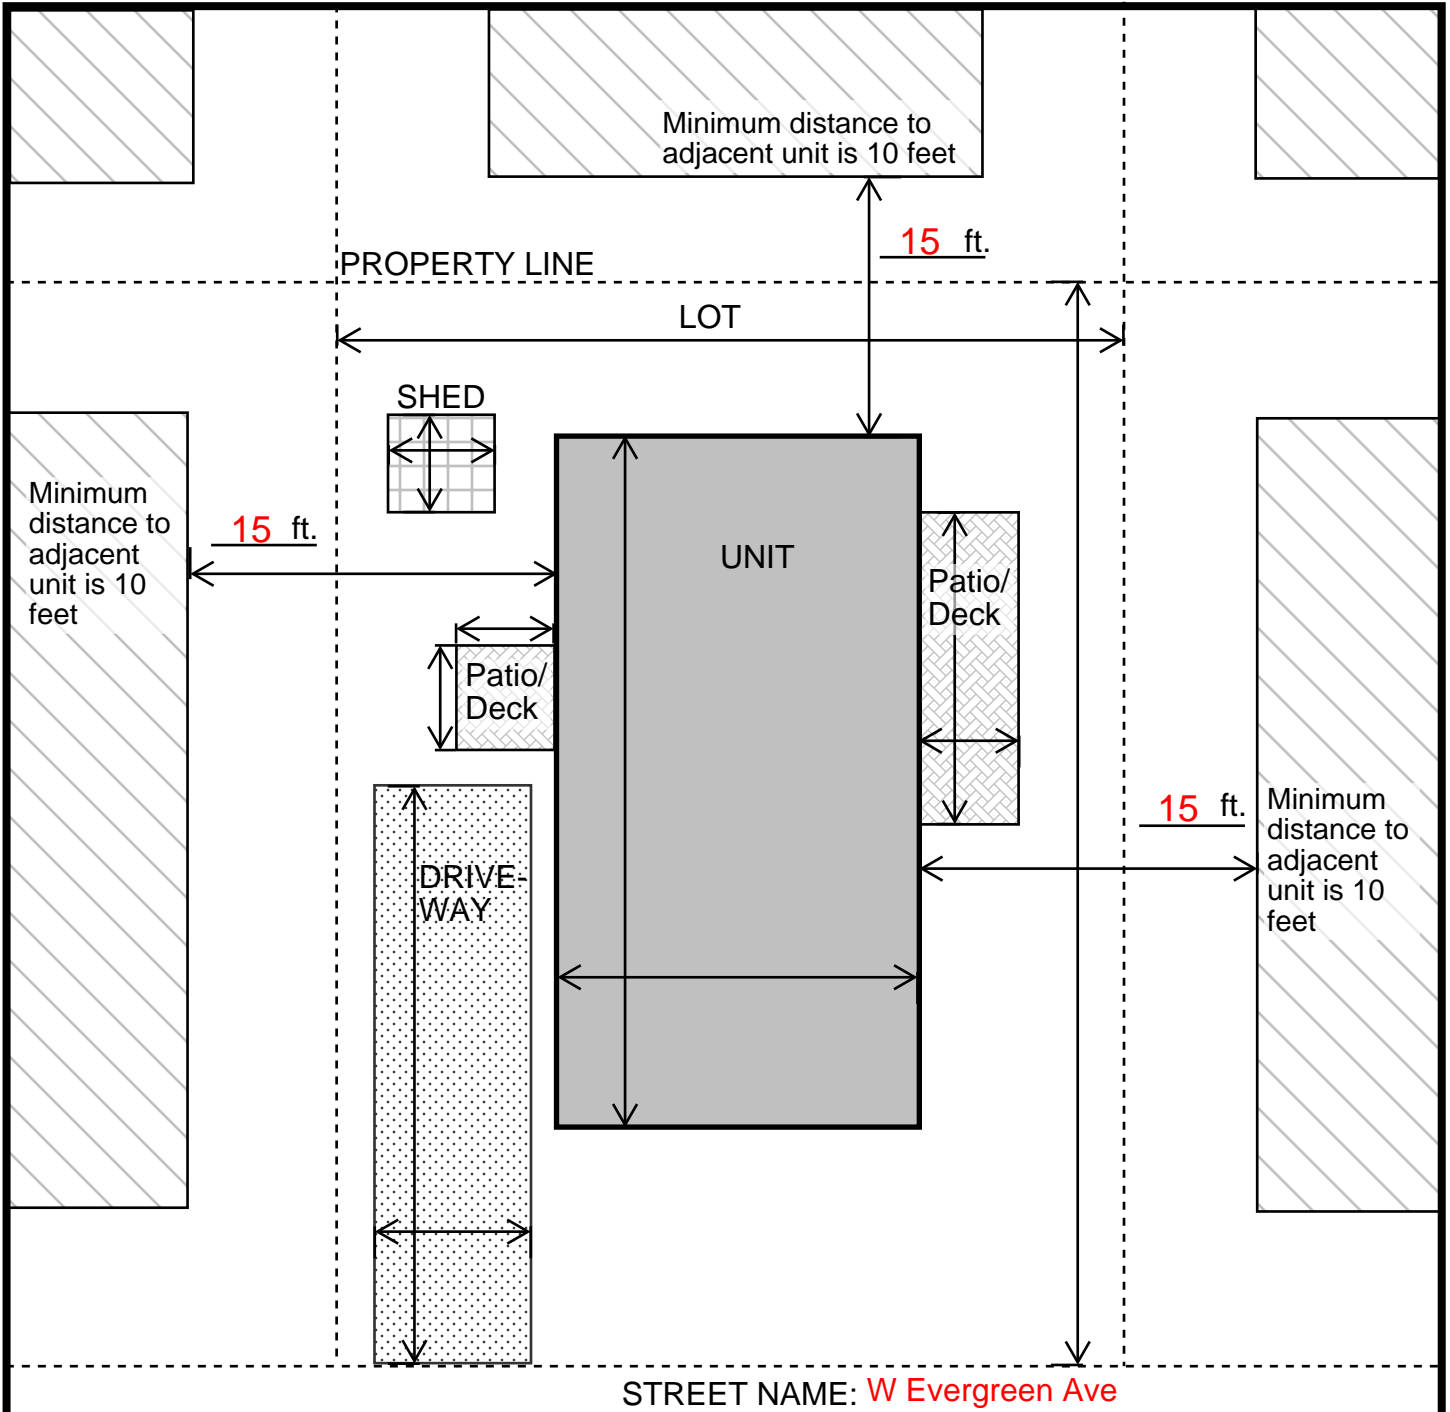 Minimum distance to
adjacent unit is 10 feet
15 ft.
PROPERTY LINE
LOT
SHED
Minimum
distance to
adjacent
unit is 10
feet
15 ft.
UNIT
Patio/
Deck
Patio/
Deck
15 ft.
Minimum
distance to
adjacent
unit is 10
feet
DRIVE-
WAY
STREET NAME: W Evergreen Ave